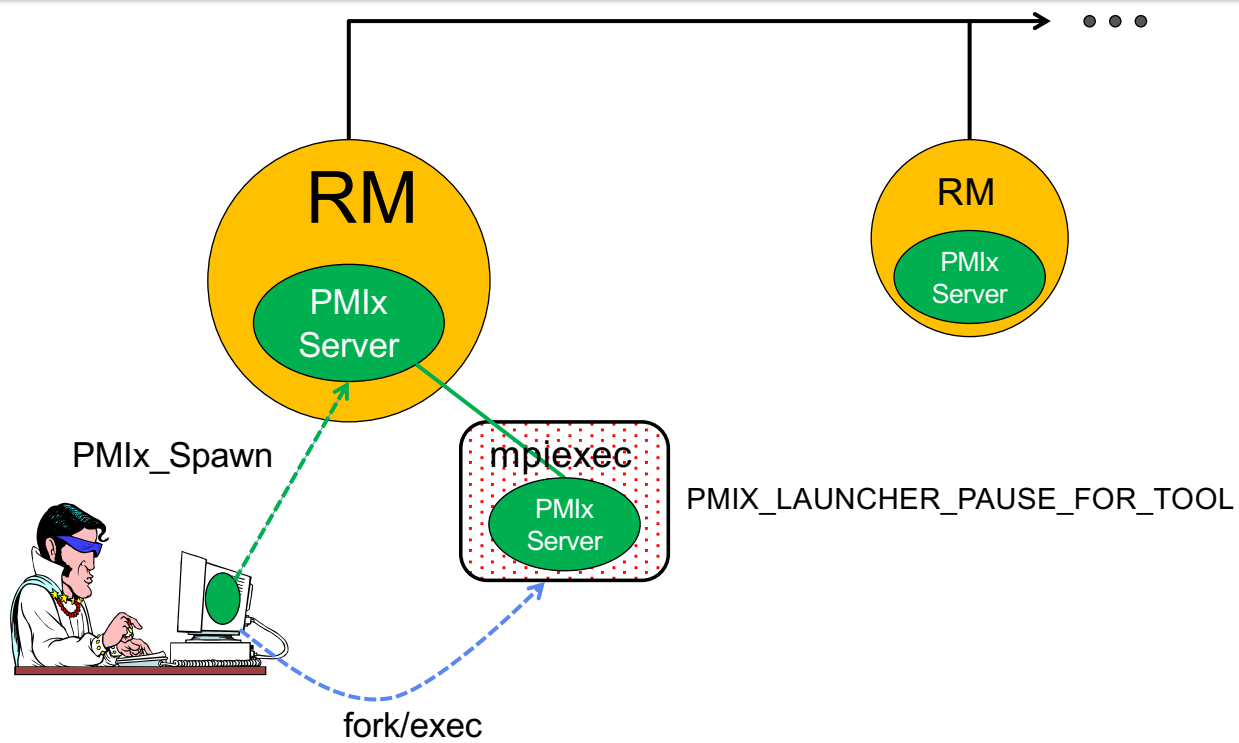 RM
PMIx
Server
RM
PMIx
Server
PMIx_Spawn
mpiexec
PMIx
Server
PMIX_LAUNCHER_PAUSE_FOR_TOOL
fork/exec